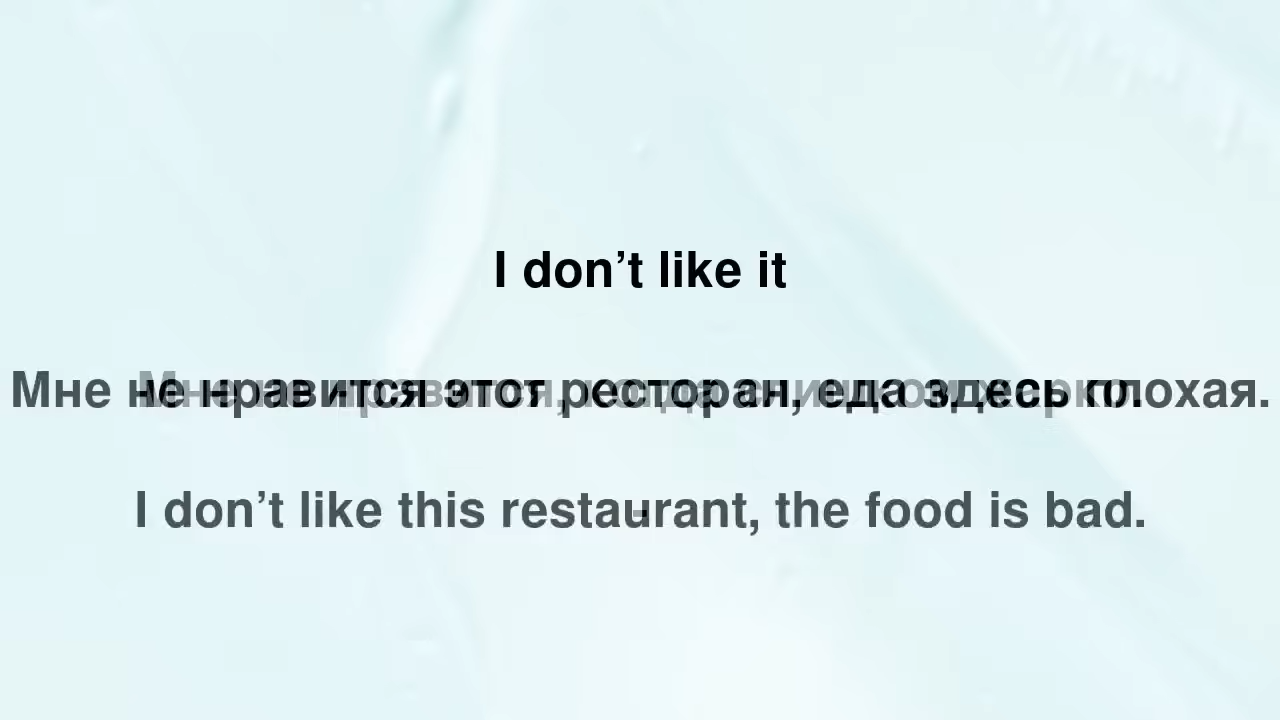 I don’t like it
Мне не нравится этот ресторан, еда здесь плохая.
I don’t like this restaurant, the food is bad.